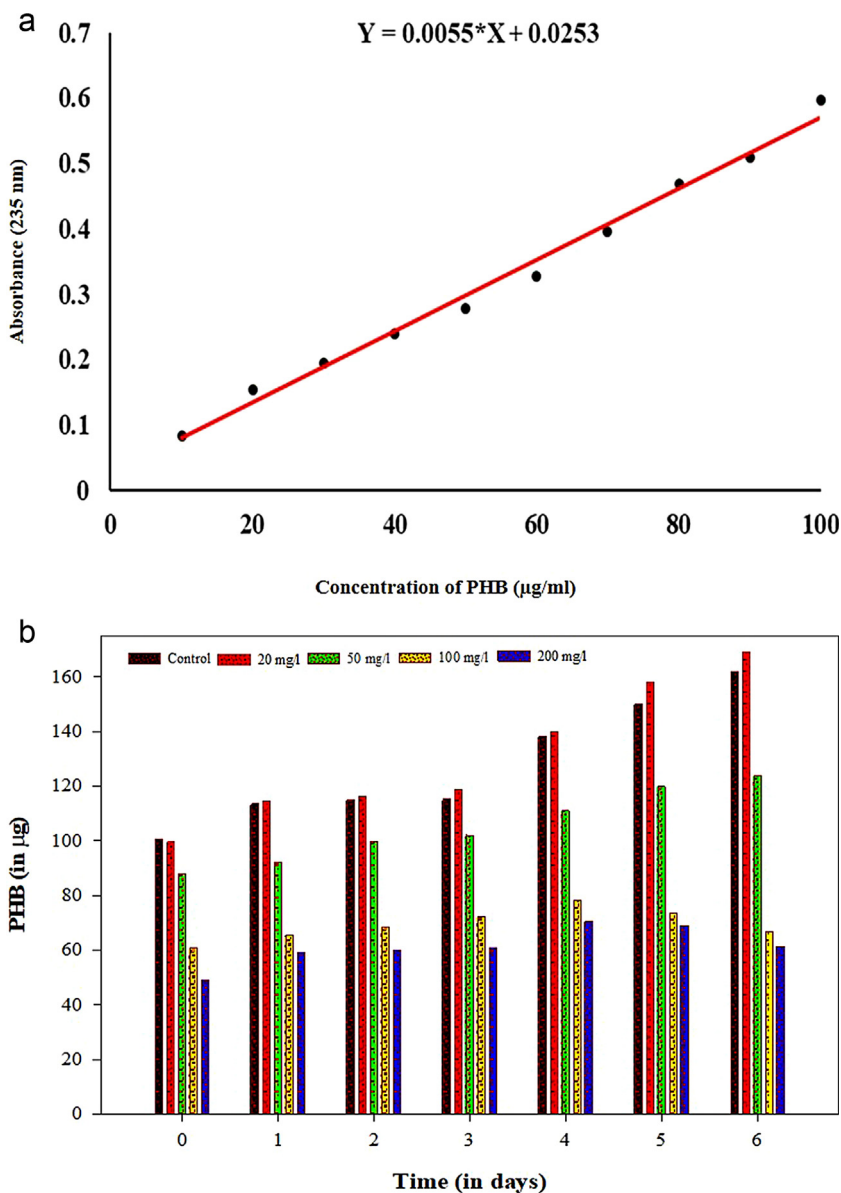 a
Y = 0.0055*X + 0.0253
0.7
0.6
0.5
0.4
0.3
0.2
0.1
0
0 20 40 60 80 100
Absorbance (235 nm)
Concentration of PHB (µg/ml)
b
Control 20 mg/l 50 mg/l 100 mg/l 200 mg/l
160
140
120
100
80
60
40
20
0
0 1 2 3 4 5 6
PHB (in µg)
Time (in days)